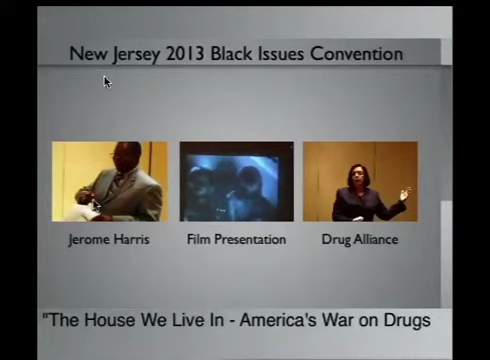 New Jersey 2013 Black Issues Convention
Jerome Harris
Film Presentation
Drug Alliance
"The House We Live In - America's War on Drugs